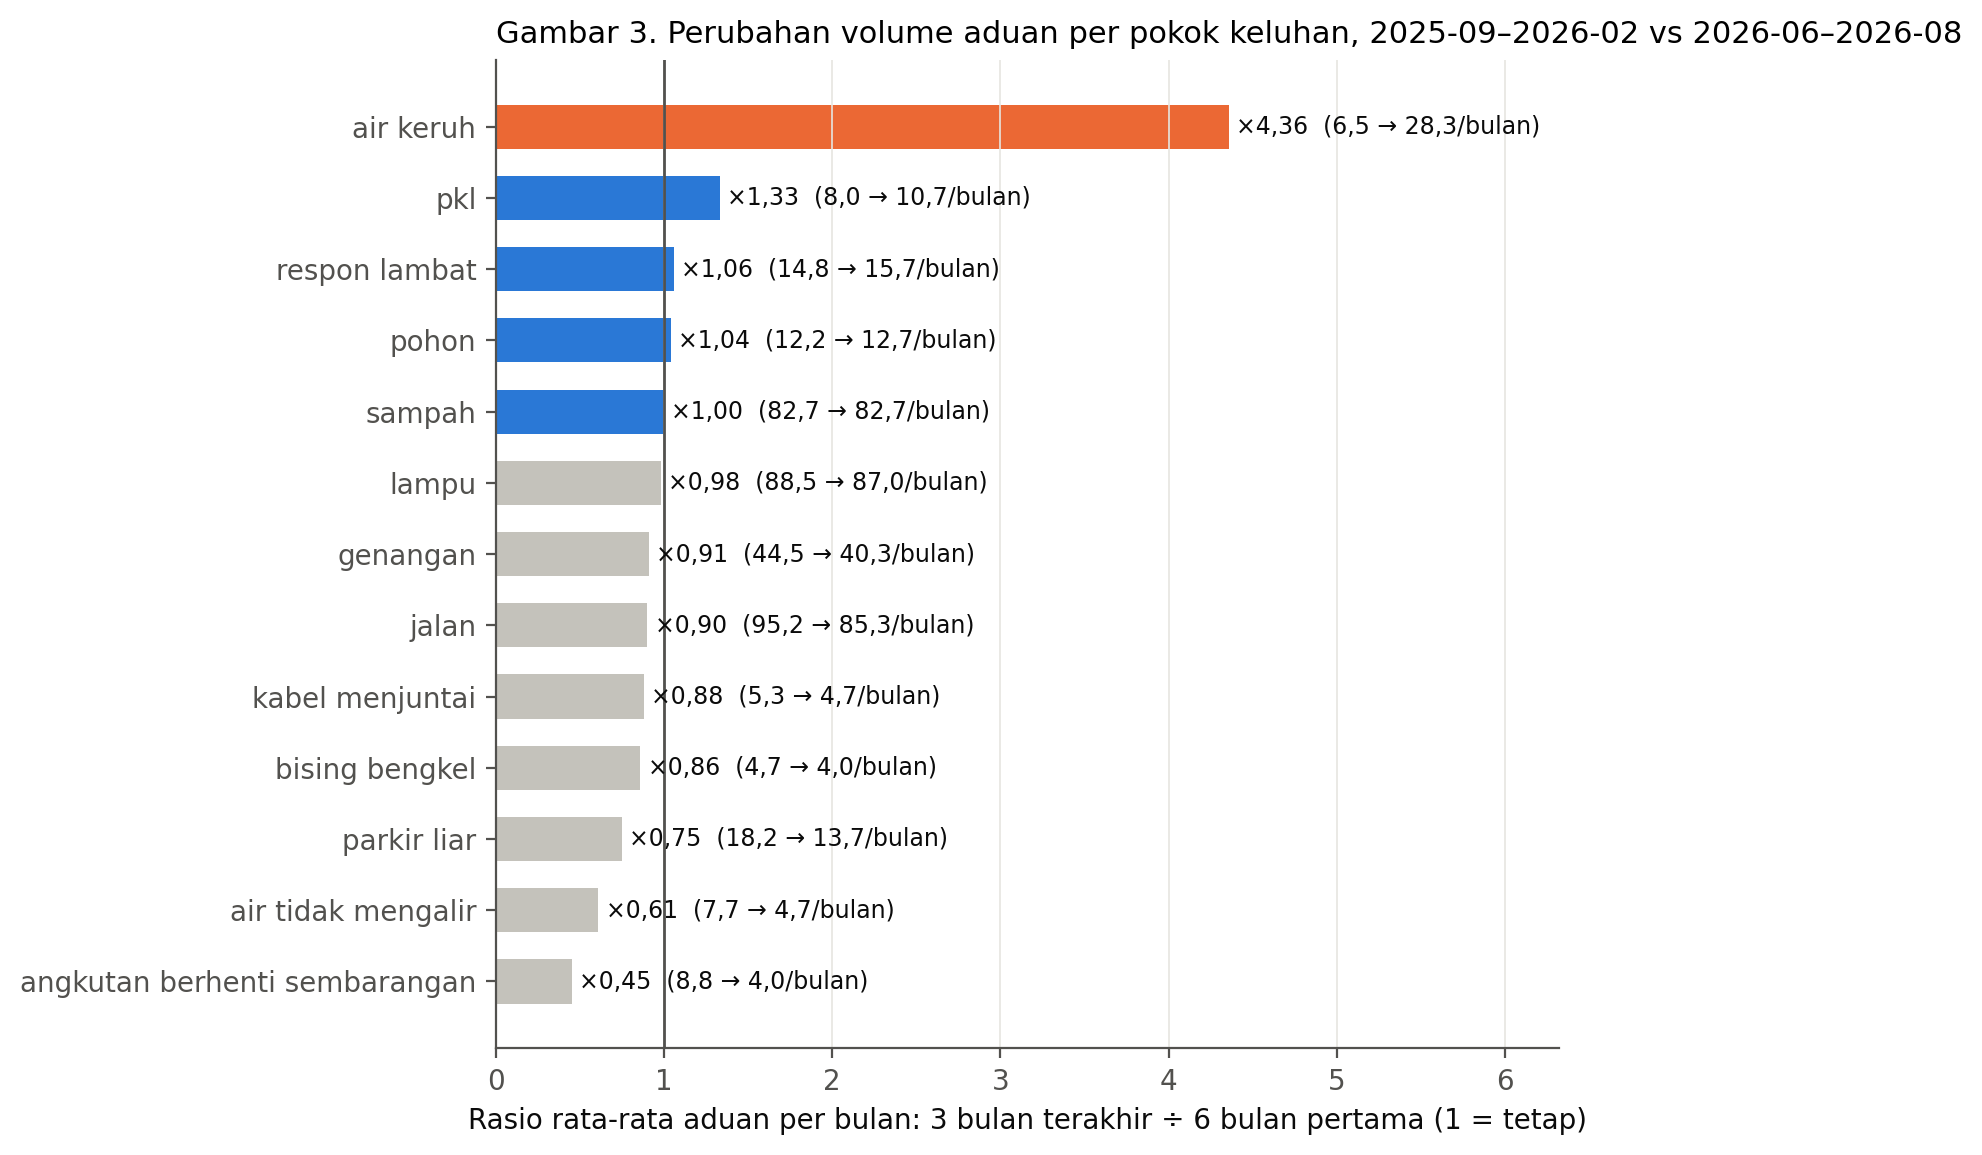 Gambar 3. Perubahan volume aduan per pokok keluhan, 2025-09–2026-02 vs 2026-06–2026-08
air keruh ×4,36 (6,5 → 28,3/bulan)
pkl ×1,33 (8,0 → 10,7/bulan)
respon lambat ×1,06 (14,8 → 15,7/bulan)
pohon ×1,04 (12,2 → 12,7/bulan)
sampah ×1,00 (82,7 → 82,7/bulan)
lampu ×0,98 (88,5 → 87,0/bulan)
genangan ×0,91 (44,5 → 40,3/bulan)
jalan ×0,90 (95,2 → 85,3/bulan)
kabel menjuntai ×0,88 (5,3 → 4,7/bulan)
bising bengkel ×0,86 (4,7 → 4,0/bulan)
parkir liar ×0,75 (18,2 → 13,7/bulan)
air tidak mengalir ×0,61 (7,7 → 4,7/bulan)
angkutan berhenti sembarangan ×0,45 (8,8 → 4,0/bulan)
0 1 2 3 4 5 6
Rasio rata-rata aduan per bulan: 3 bulan terakhir ÷ 6 bulan pertama (1 = tetap)